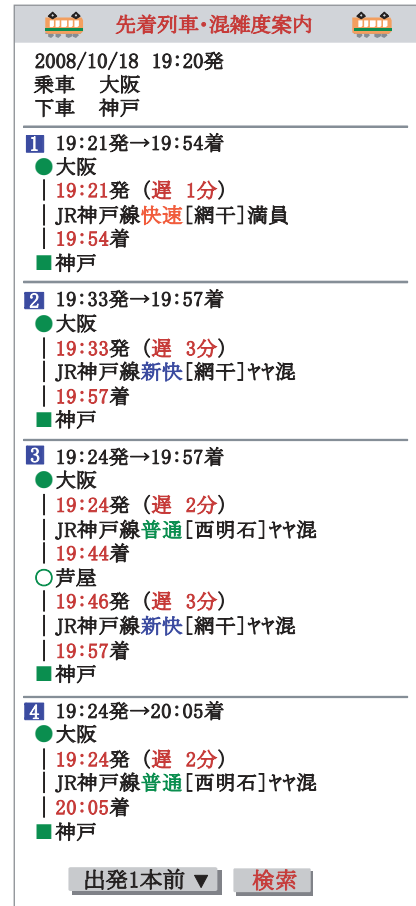 先着列車・混雑度案内
2008/10/18 19:20発
乗車 大阪
下車 神戸
1 19:21発→19:54着
●大阪
19:21発 (遅 1分)
JR神戸線快速[網干]満員
19:54着
■神戸
2 19:33発→19:57着
●大阪
19:33発 (遅 3分)
JR神戸線新快[網干]ﾔﾔ混
19:57着
■神戸
3 19:24発→19:57着
●大阪
19:24発 (遅 2分)
JR神戸線普通[西明石]ﾔﾔ混
19:44着
○芦屋
19:46発 (遅 3分)
JR神戸線新快[網干]ﾔﾔ混
19:57着
■神戸
4 19:24発→20:05着
●大阪
19:24発 (遅 2分)
JR神戸線普通[西明石]ﾔﾔ混
20:05着
■神戸
出発1本前 ▼ 検索